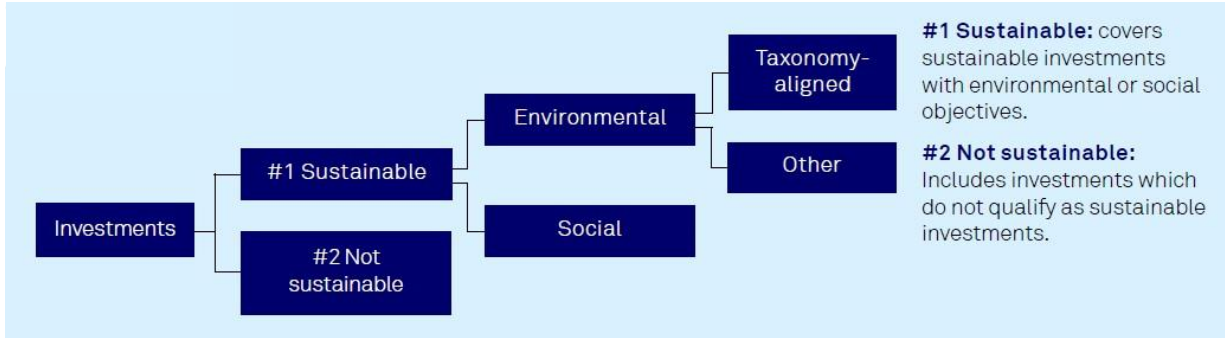 Investments
#1 Sustainable
#2 Not
sustainable
Environmental
Social
Taxonomy-
aligned
Other
#1 Sustainable: covers
sustainable investments
with environmental or social
objectives.
#2 Not sustainable:
Includes investments which
do not qualify as sustainable
investments.